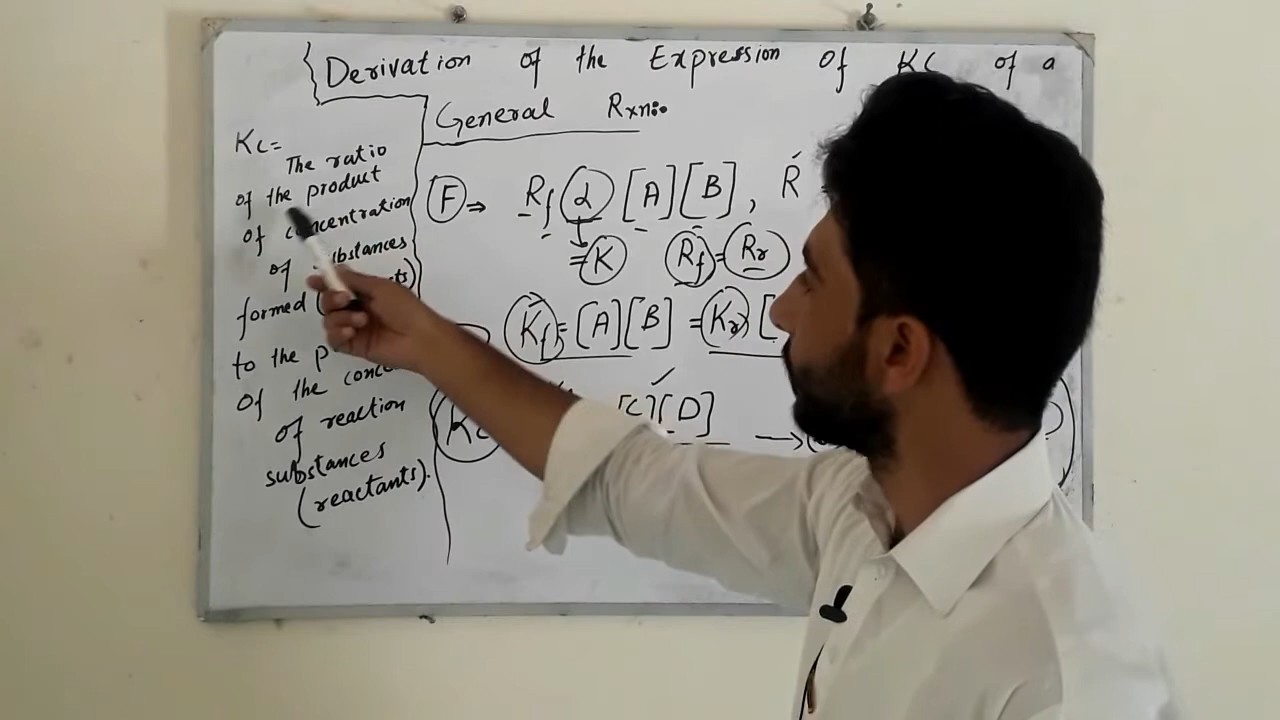 Derivation of the Expression of KC of a
General Rxn:
Kc=
The ratio
of the product
of concentration
of substances
formed
to the
of the
of reaction
substances
(reactants).
F ⇒ Rf α [A][B], R
=K Rf=Rr
Kf=[A][B] =Kr[
Kc [C][D] →